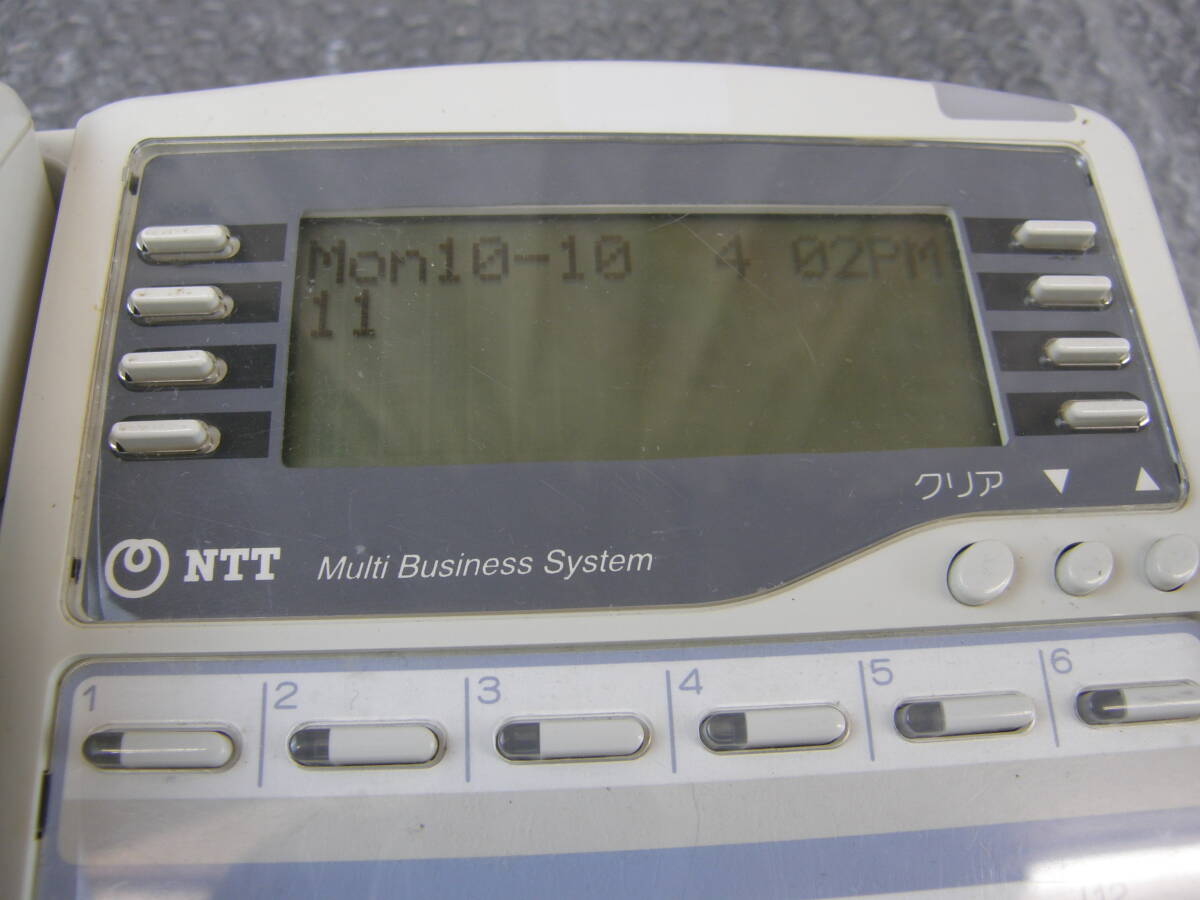 Mon10-10 4 02PM
11
クリア ▼ ▲
NTT Multi Business System
1 2 3 4 5 6